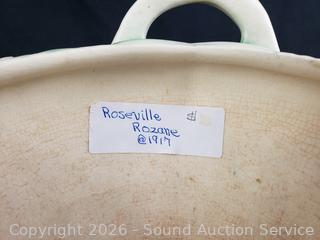 Roseville
Rozane
@1917
Copyright 2026 - Sound Auction Service